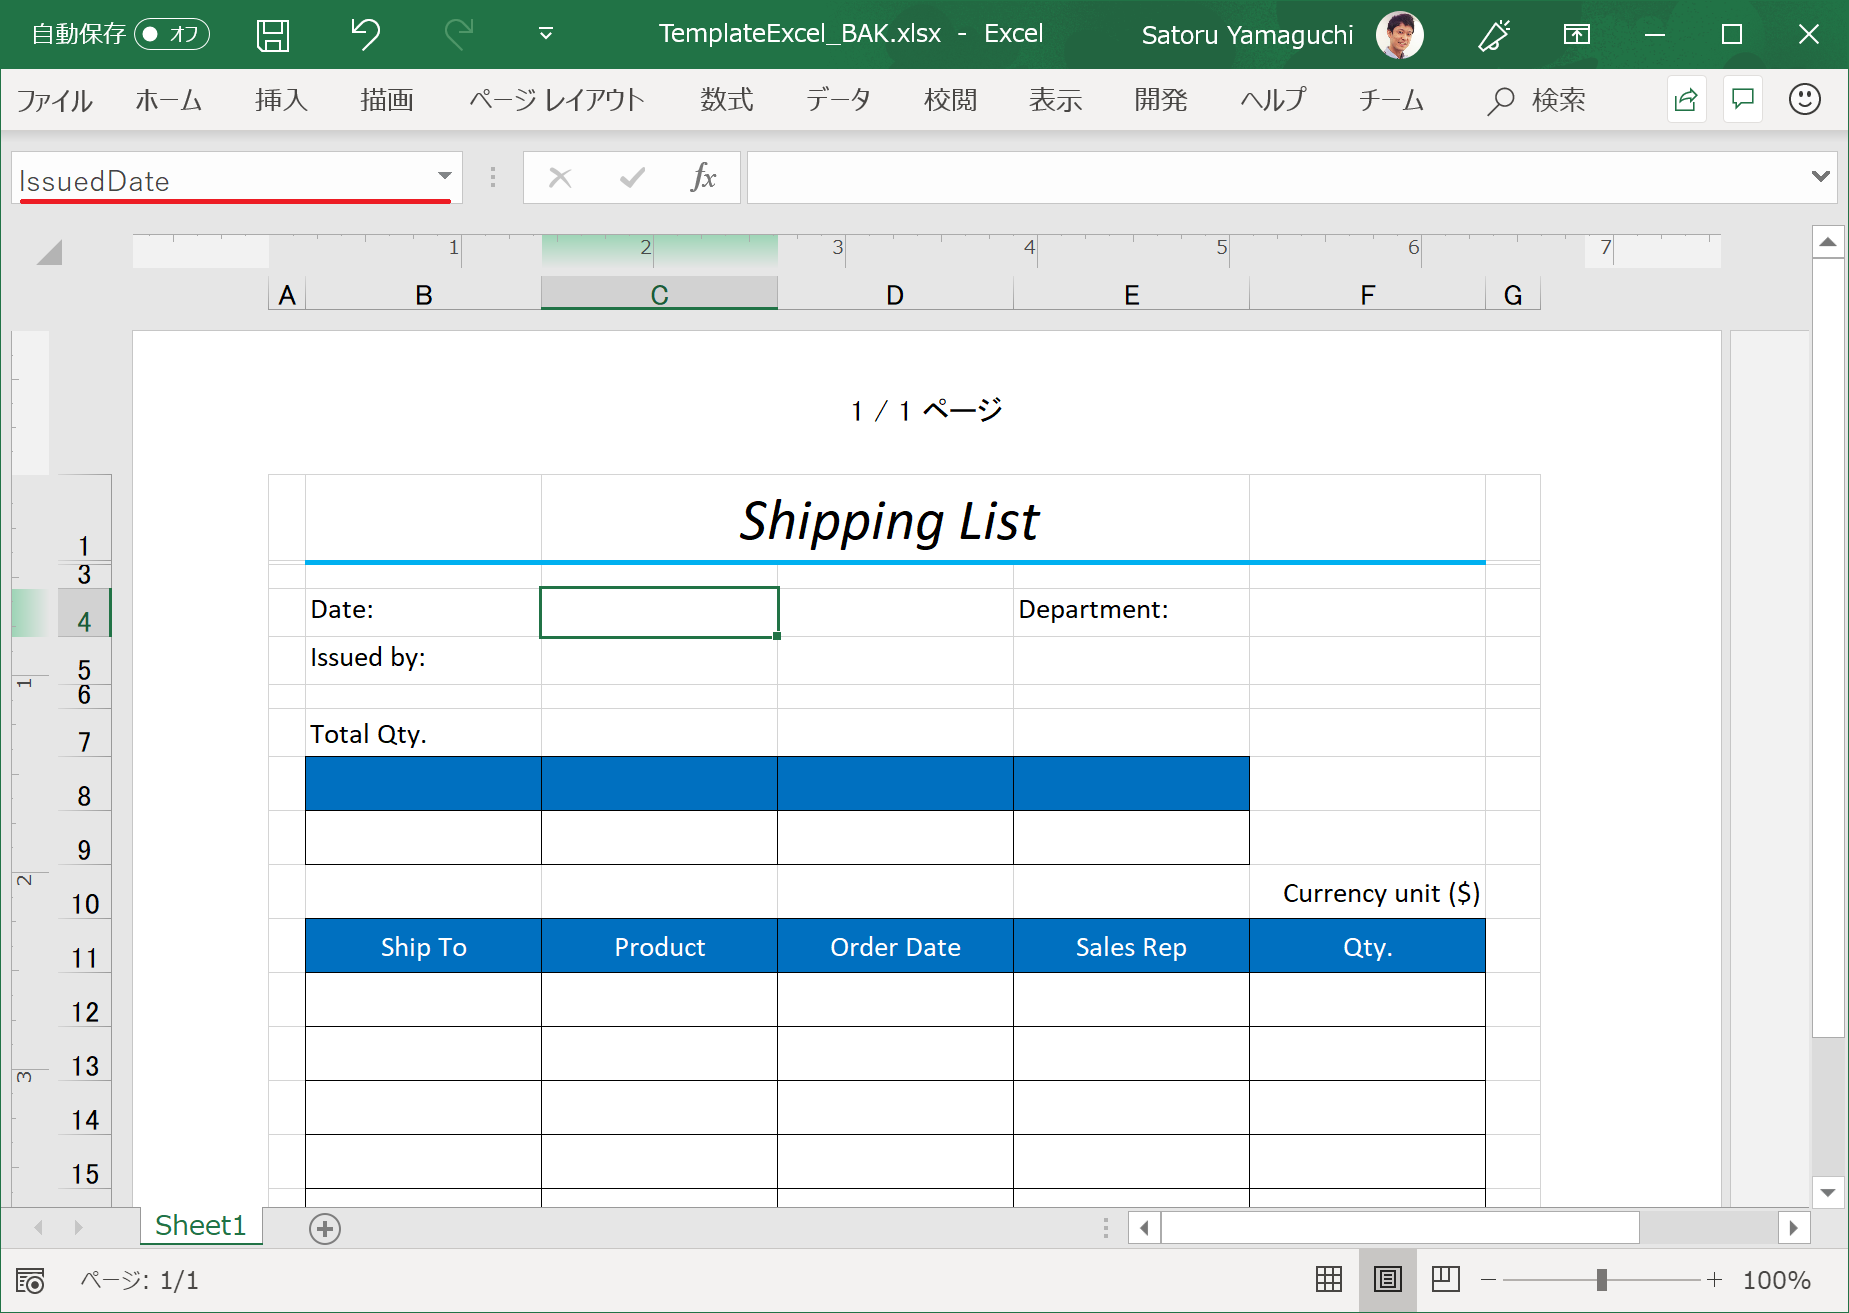 自動保存 オフ TemplateExcel_BAK.xlsx - Excel Satoru Yamaguchi
ファイル ホーム 挿入 描画 ページ レイアウト 数式 データ 校閲 表示 開発 ヘルプ チーム 検索
IssuedDate fx
1 2 3 4 5 6 7
A B C D E F G
1 / 1 ページ
1 Shipping List
3
4 Date: Department:
5 Issued by:
1
6
7 Total Qty.
8
9
2
10 Currency unit ($)
11 Ship To Product Order Date Sales Rep Qty.
12
13
3
14
15
Sheet1
ページ: 1/1 100%